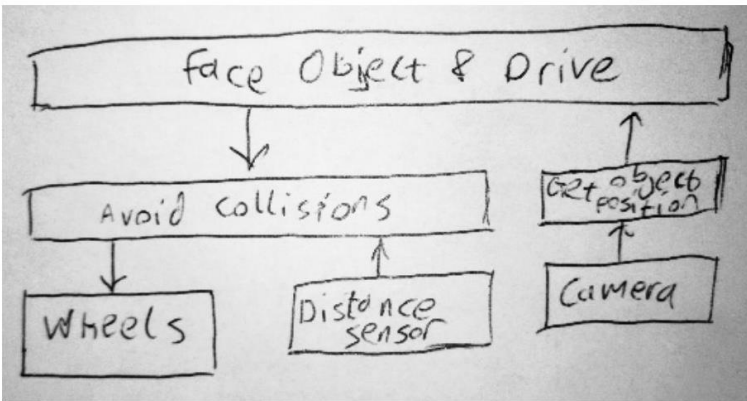 Face Object & Drive
Avoid Collisions
Get object
position
Wheels
Distance
sensor
Camera